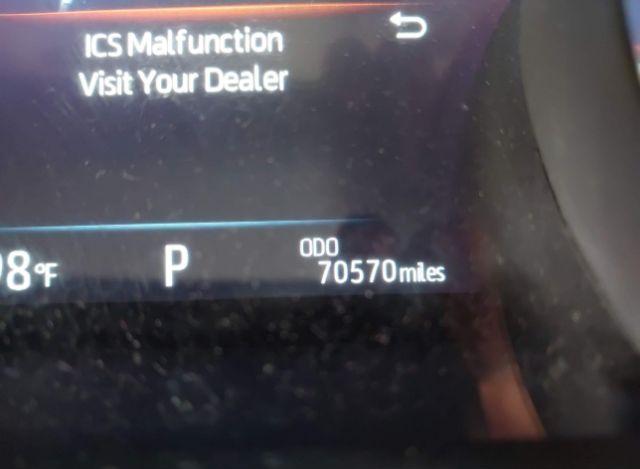 ICS Malfunction
Visit Your Dealer
8°F
P
ODO
70570 miles